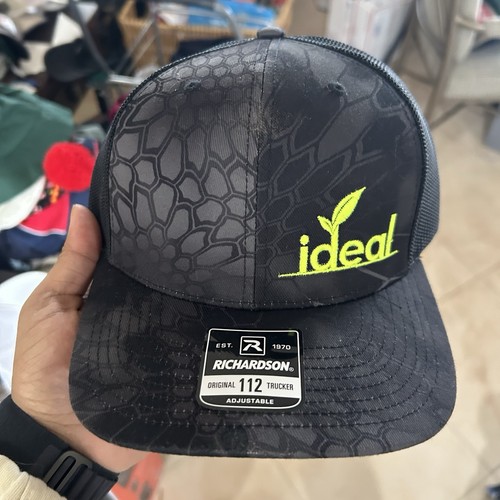 ideal
EST. R 1970
RICHARDSON®
ORIGINAL 112 TRUCKER
ADJUSTABLE